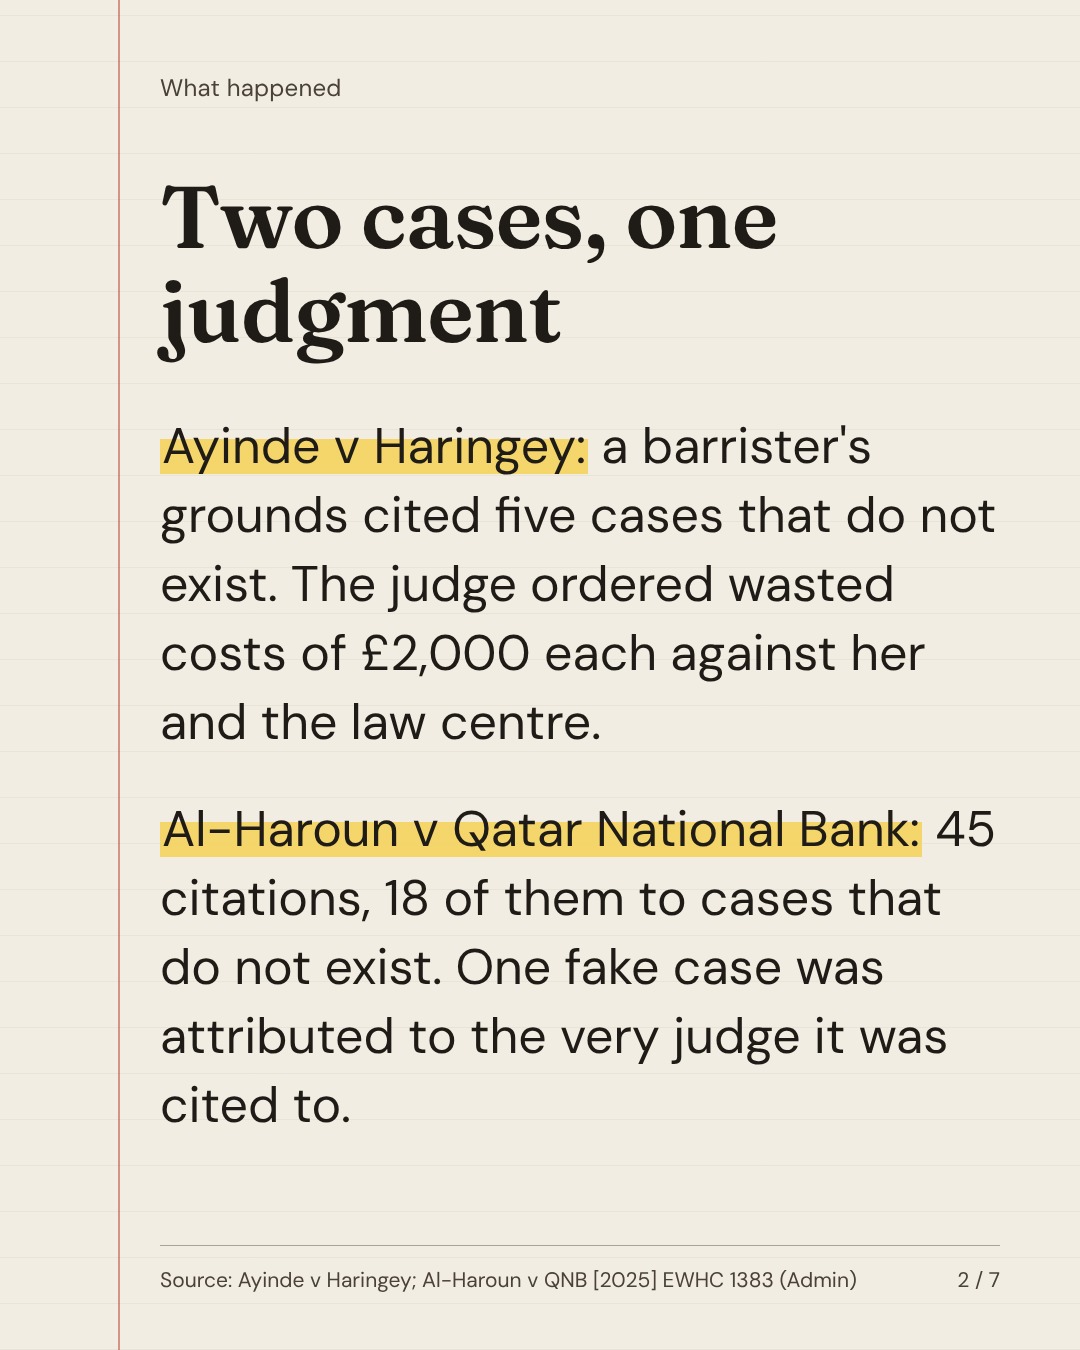 What happened
Two cases, one
judgment
Ayinde v Haringey: a barrister's
grounds cited five cases that do not
exist. The judge ordered wasted
costs of £2,000 each against her
and the law centre.
Al-Haroun v Qatar National Bank: 45
citations, 18 of them to cases that
do not exist. One fake case was
attributed to the very judge it was
cited to.
Source: Ayinde v Haringey; Al-Haroun v QNB [2025] EWHC 1383 (Admin) 2 / 7